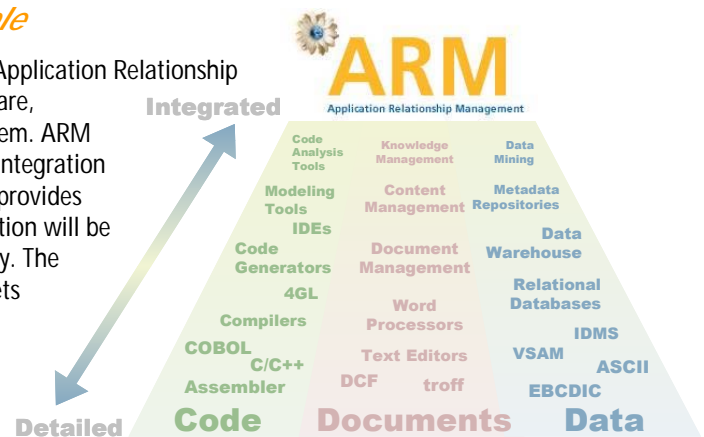 ple
Application Relationship
are,
em. ARM
ntegration
provides
tion will be
y. The
ets
ARM
Application Relationship Management
Integrated
Detailed
Code
Analysis
Tools
Modeling
Tools
IDEs
Code
Generators
4GL
Compilers
COBOL
C/C++
Assembler
Code
Knowledge
Management
Content
Management
Document
Management
Word
Processors
Text Editors
DCF
troff
Documents
Data
Mining
Metadata
Repositories
Data
Warehouse
Relational
Databases
IDMS
VSAM
ASCII
EBCDIC
Data